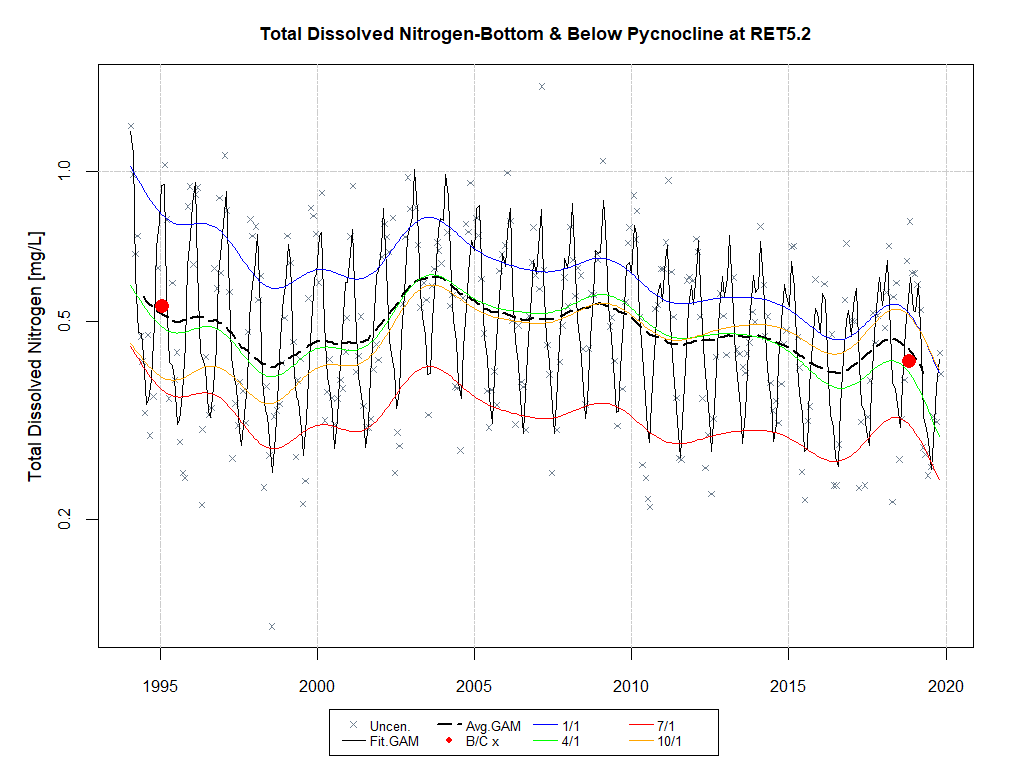 Total Dissolved Nitrogen-Bottom & Below Pycnocline at RET5.2
Total Dissolved Nitrogen [mg/L]
1.0
0.5
0.2
1995 2000 2005 2010 2015 2020
Uncen. Avg.GAM 1/1 7/1
Fit.GAM B/C x 4/1 10/1